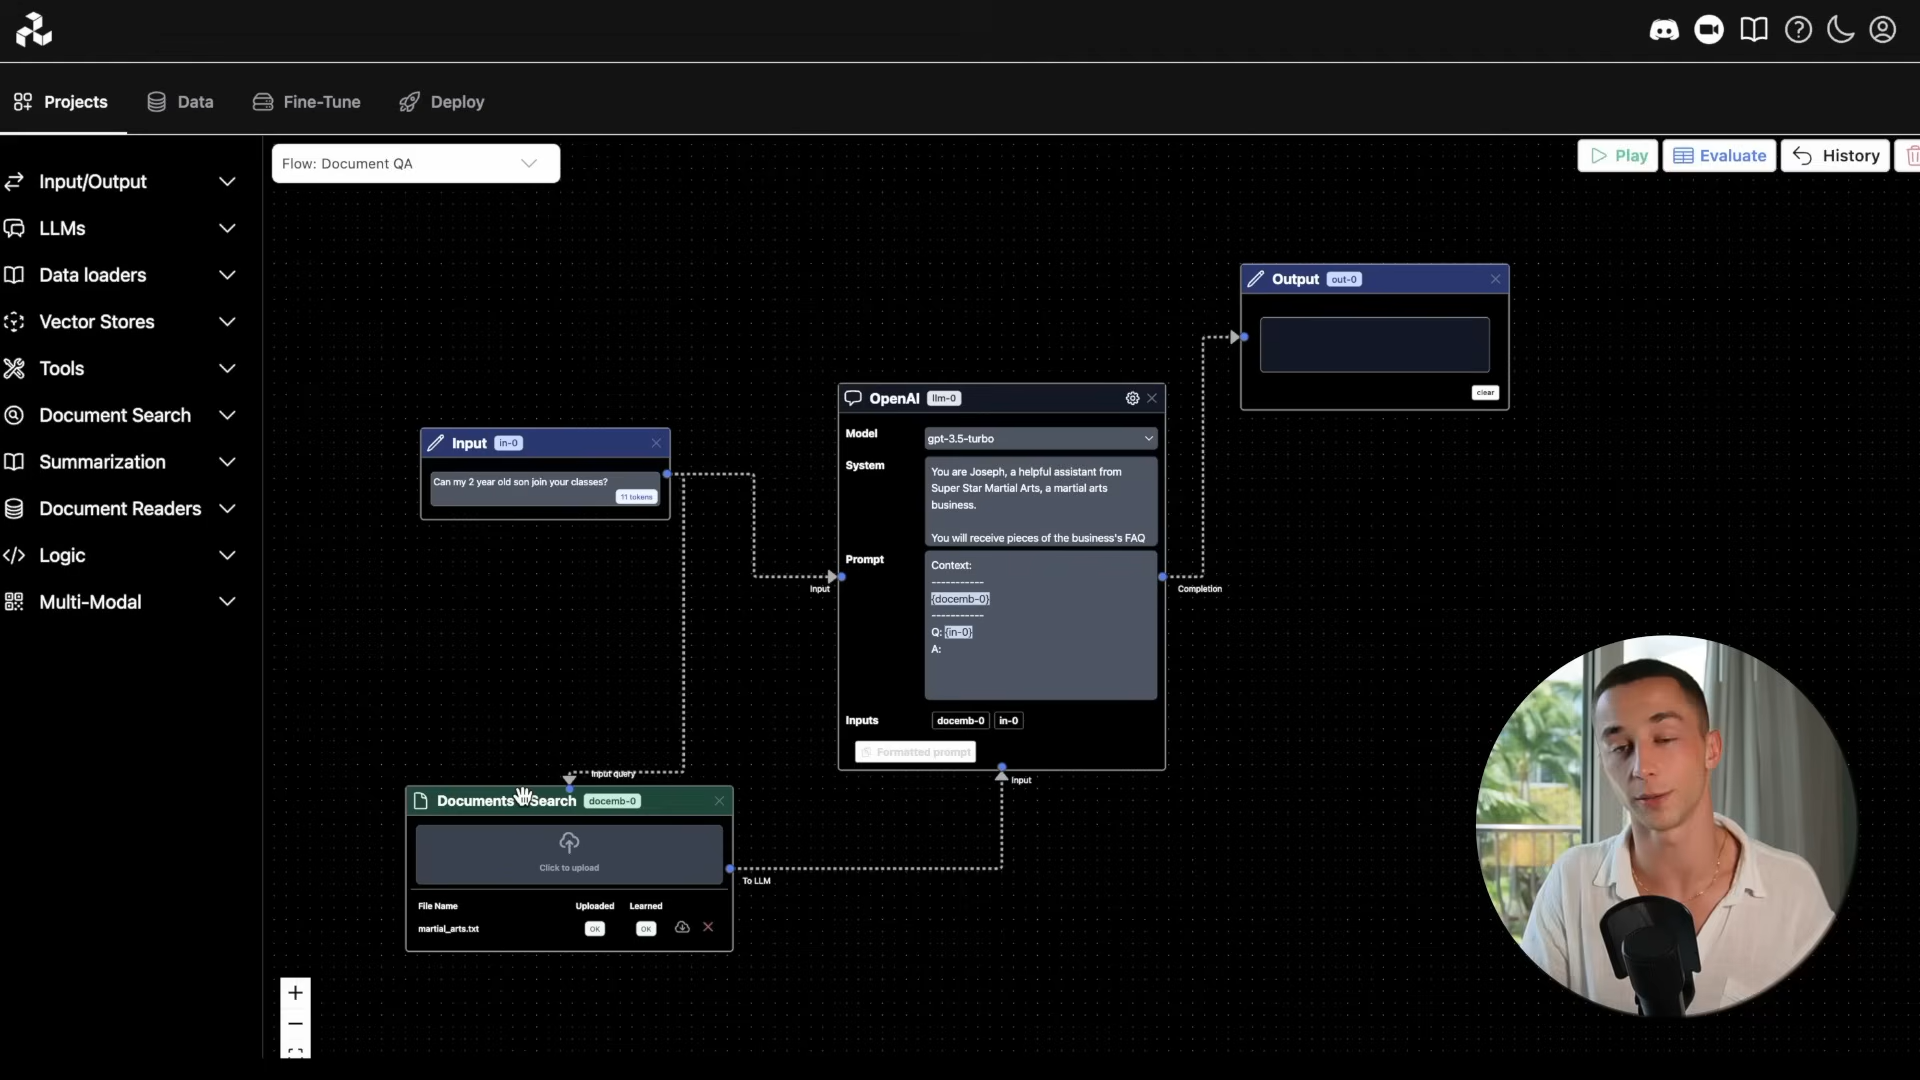 Projects
Data
Fine-Tune
Deploy
Input/Output
LLMs
Data loaders
Vector Stores
Tools
Document Search
Summarization
Document Readers
Logic
Multi-Modal
Flow: Document QA
Play
Evaluate
History
Output out-0
clear
Input in-0
Can my 2 year old son join your classes?
11 tokens
OpenAI llm-0
Model
gpt-3.5-turbo
System
You are Joseph, a helpful assistant from
Super Star Martial Arts, a martial arts
business.
You will receive pieces of the business's FAQ
Prompt
Context:
-----------
{docemb-0}
-----------
Q: {in-0}
A:
Inputs
docemb-0 in-0
Formatted prompt
Input
Completion
Input
Input query
Documents Search docemb-0
Click to upload
To LLM
File Name Uploaded Learned
martial_arts.txt OK OK